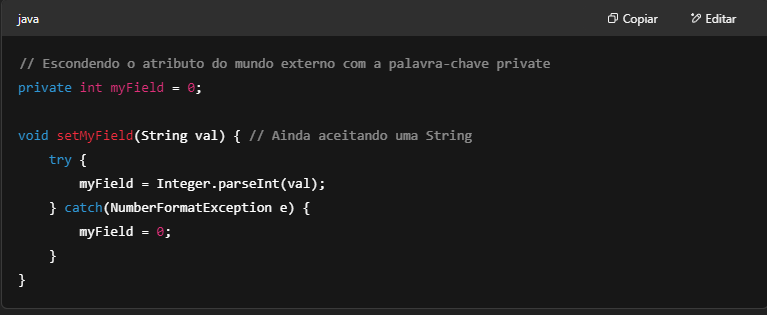 java
Copiar
Editar
// Escondendo o atributo do mundo externo com a palavra-chave private
private int myField = 0;
void setMyField(String val) { // Ainda aceitando uma String
    try {
        myField = Integer.parseInt(val);
    } catch(NumberFormatException e) {
        myField = 0;
    }
}